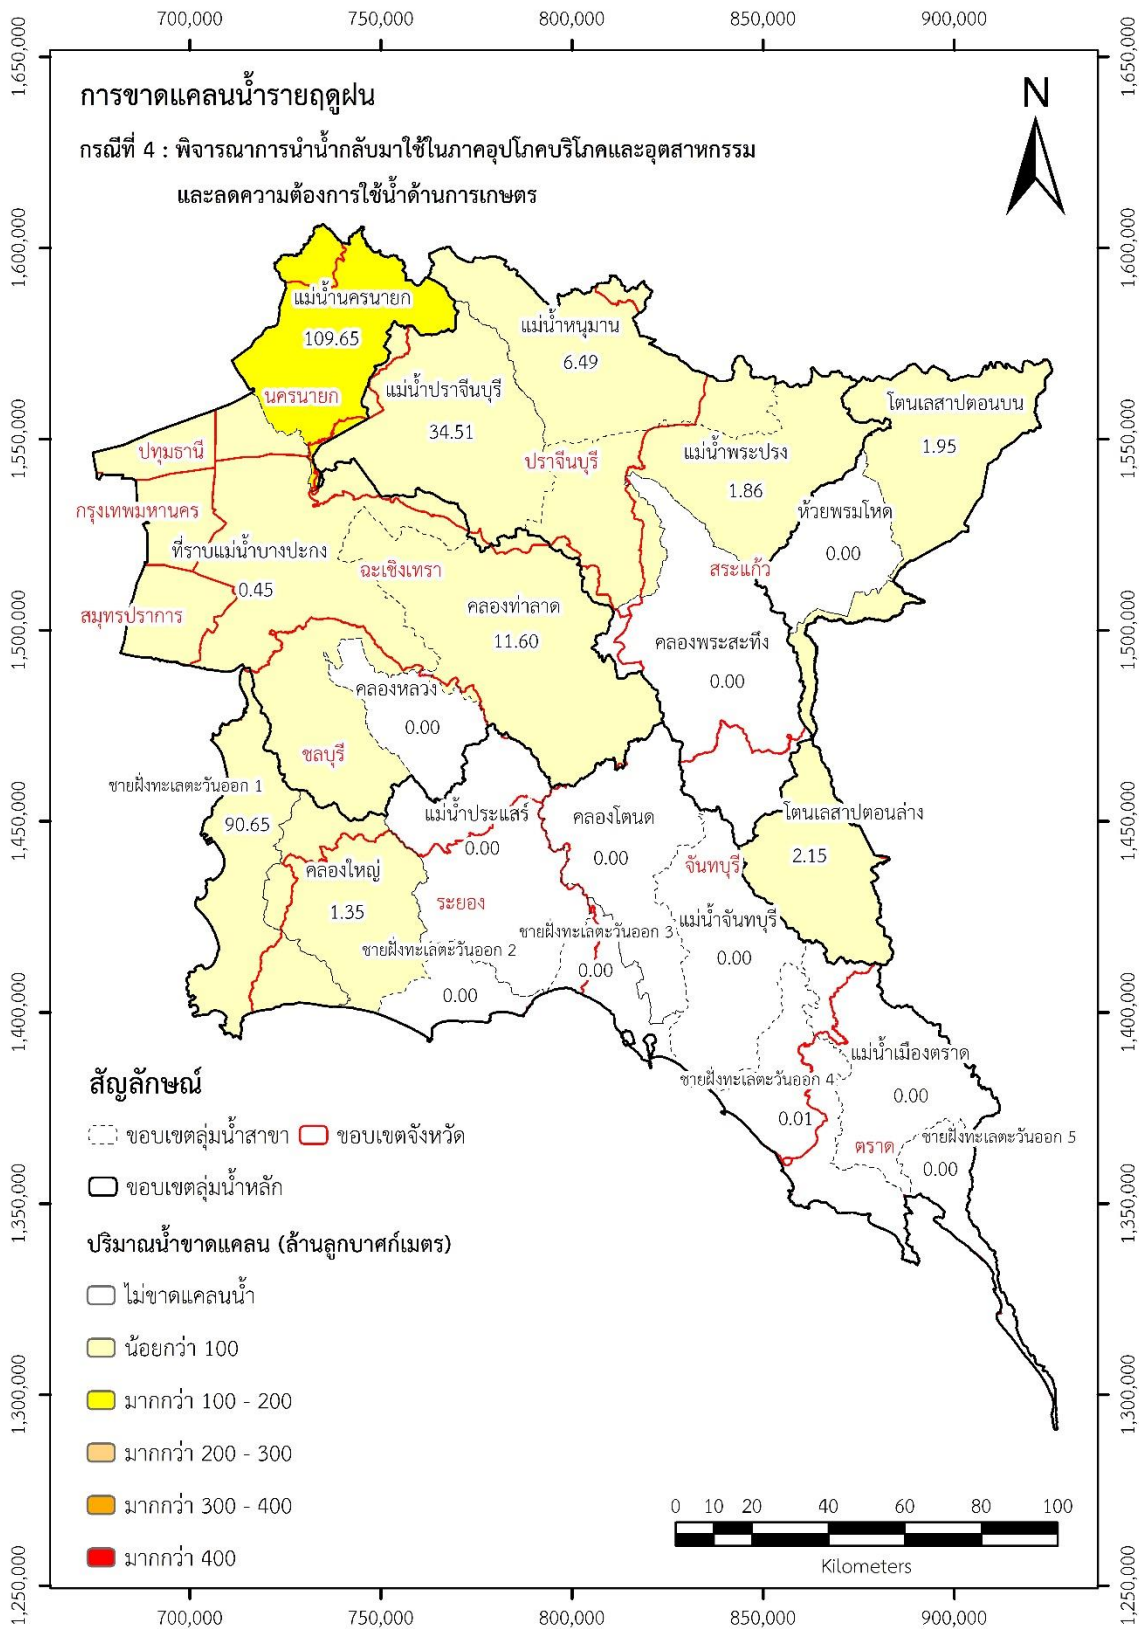 700,000 750,000 800,000 850,000 900,000
1,650,000 1,650,000
การขาดแคลนน้ำรายฤดูฝน
กรณีที่ 4 : พิจารณาการนำน้ำกลับมาใช้ในภาคอุปโภคบริโภคและอุตสาหกรรม
และลดความต้องการใช้น้ำด้านการเกษตร
N
1,600,000 1,600,000
แม่น้ำนครนายก
109.65
นครนายก
แม่น้ำหนุมาน
6.49
แม่น้ำปราจีนบุรี
34.51
ปราจีนบุรี
โตนเลสาปตอนบน
1.95
1,550,000 1,550,000
ปทุมธานี
แม่น้ำพระปรง
1.86
ห้วยพรมโหด
0.00
กรุงเทพมหานคร
ที่ราบแม่น้ำบางปะกง
0.45
ฉะเชิงเทรา
สระแก้ว
สมุทรปราการ
คลองท่าลาด
11.60
1,500,000 1,500,000
คลองพระสะทึง
0.00
คลองหลวง
0.00
ชลบุรี
ชายฝั่งทะเลตะวันออก 1
90.65
แม่น้ำประแสร์
0.00
คลองโตนด
0.00
โตนเลสาปตอนล่าง
2.15
1,450,000 1,450,000
คลองใหญ่
1.35
จันทบุรี
ระยอง
แม่น้ำจันทบุรี
0.00
ชายฝั่งทะเลตะวันออก 3
0.00
ชายฝั่งทะเลตะวันออก 2
0.00
1,400,000 1,400,000
แม่น้ำเมืองตราด
0.00
ชายฝั่งทะเลตะวันออก 4
0.01
ชายฝั่งทะเลตะวันออก 5
0.00
ตราด
สัญลักษณ์
ขอบเขตลุ่มน้ำสาขา ขอบเขตจังหวัด
ขอบเขตลุ่มน้ำหลัก
1,350,000 1,350,000
ปริมาณน้ำขาดแคลน (ล้านลูกบาศก์เมตร)
ไม่ขาดแคลนน้ำ
น้อยกว่า 100
มากกว่า 100 - 200
1,300,000 1,300,000
มากกว่า 200 - 300
มากกว่า 300 - 400
มากกว่า 400
0 10 20 40 60 80 100
Kilometers
1,250,000 1,250,000
700,000 750,000 800,000 850,000 900,000